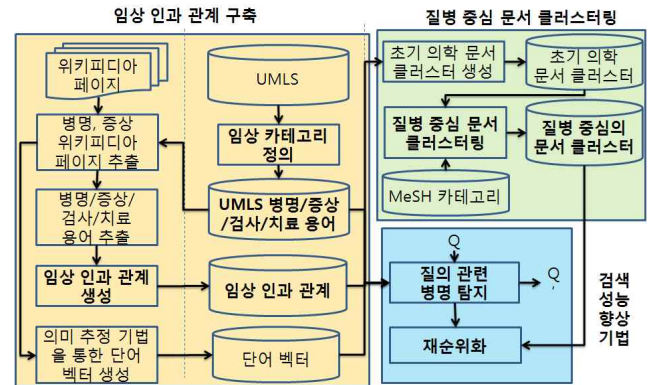 임상 인과 관계 구축
위키피디아
페이지
병명, 증상
위키피디아
페이지 추출
병명/증상/
검사/치료
용어 추출
임상 인과 관계
생성
의미 추정 기법
을 통한 단어
벡터 생성
UMLS
임상 카테고리
정의
UMLS 병명/증상
/검사/치료 용어
임상 인과 관계
단어 벡터
질병 중심 문서 클러스터링
초기 의학 문서
클러스터 생성
초기 의학
문서 클러스터
질병 중심 문서
클러스터링
질병 중심의
문서 클러스터
MeSH 카테고리
Q
질의 관련
병명 탐지
Q
'
재순위화
검색
성능
향상
기법